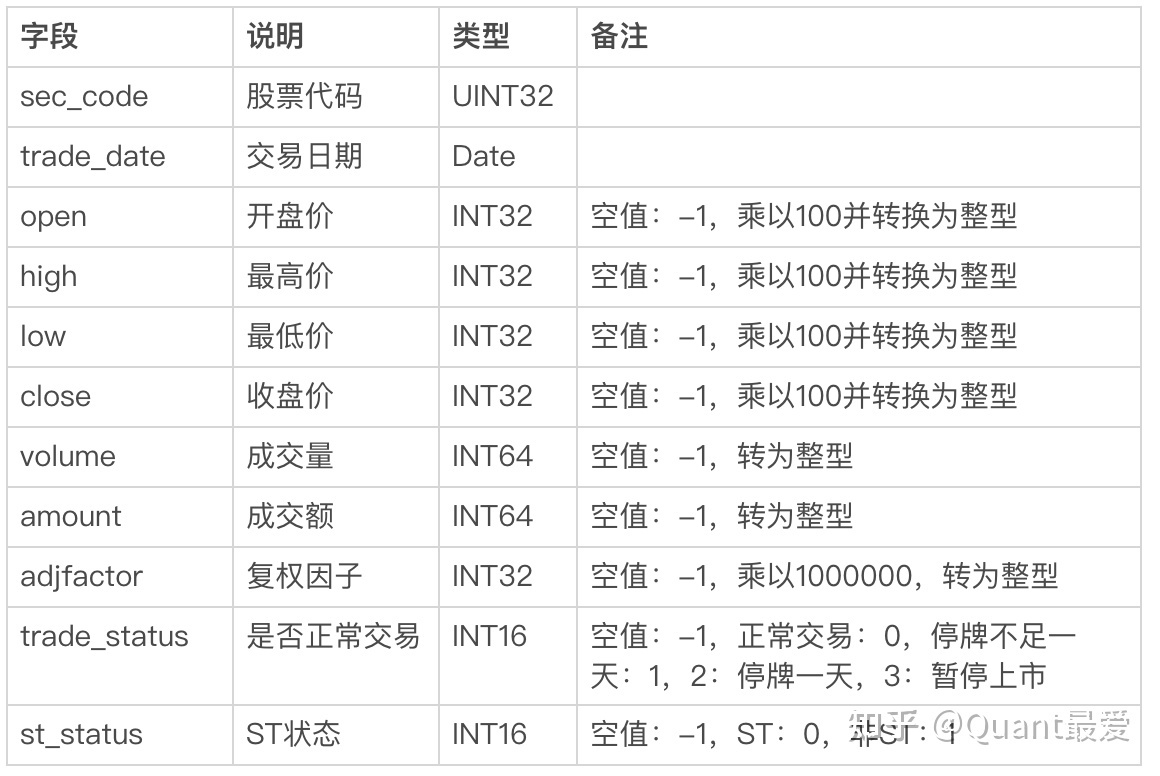 字段 说明 类型 备注
sec_code 股票代码 UINT32
trade_date 交易日期 Date
open 开盘价 INT32 空值：-1，乘以100并转换为整型
high 最高价 INT32 空值：-1，乘以100并转换为整型
low 最低价 INT32 空值：-1，乘以100并转换为整型
close 收盘价 INT32 空值：-1，乘以100并转换为整型
volume 成交量 INT64 空值：-1，转为整型
amount 成交额 INT64 空值：-1，转为整型
adjfactor 复权因子 INT32 空值：-1，乘以1000000，转为整型
trade_status 是否正常交易 INT16 空值：-1，正常交易：0，停牌不足一
天：1，2：停牌一天，3：暂停上市
st_status ST状态 INT16 空值：-1，ST：0，非ST：1
知乎 @Quant最爱